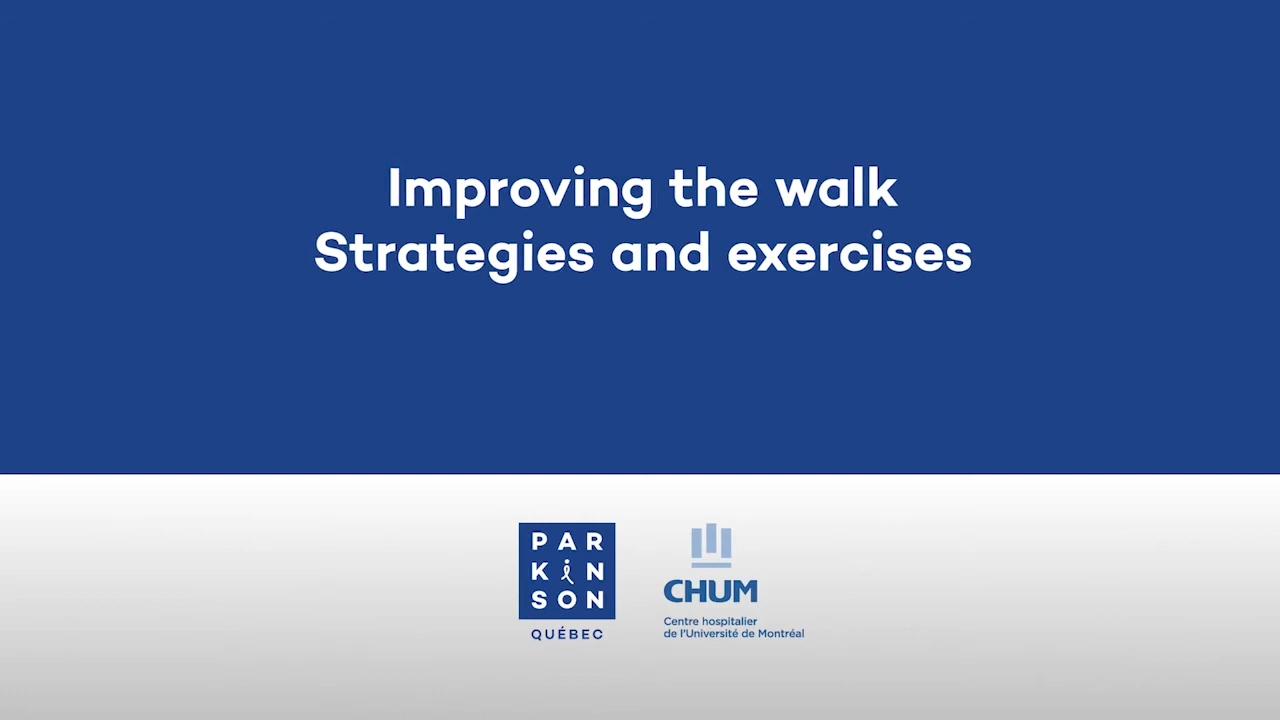 Improving the walk
Strategies and exercises
PAR
KiN
SON
QUÉBEC
CHUM
Centre hospitalier
de l'Université de Montréal